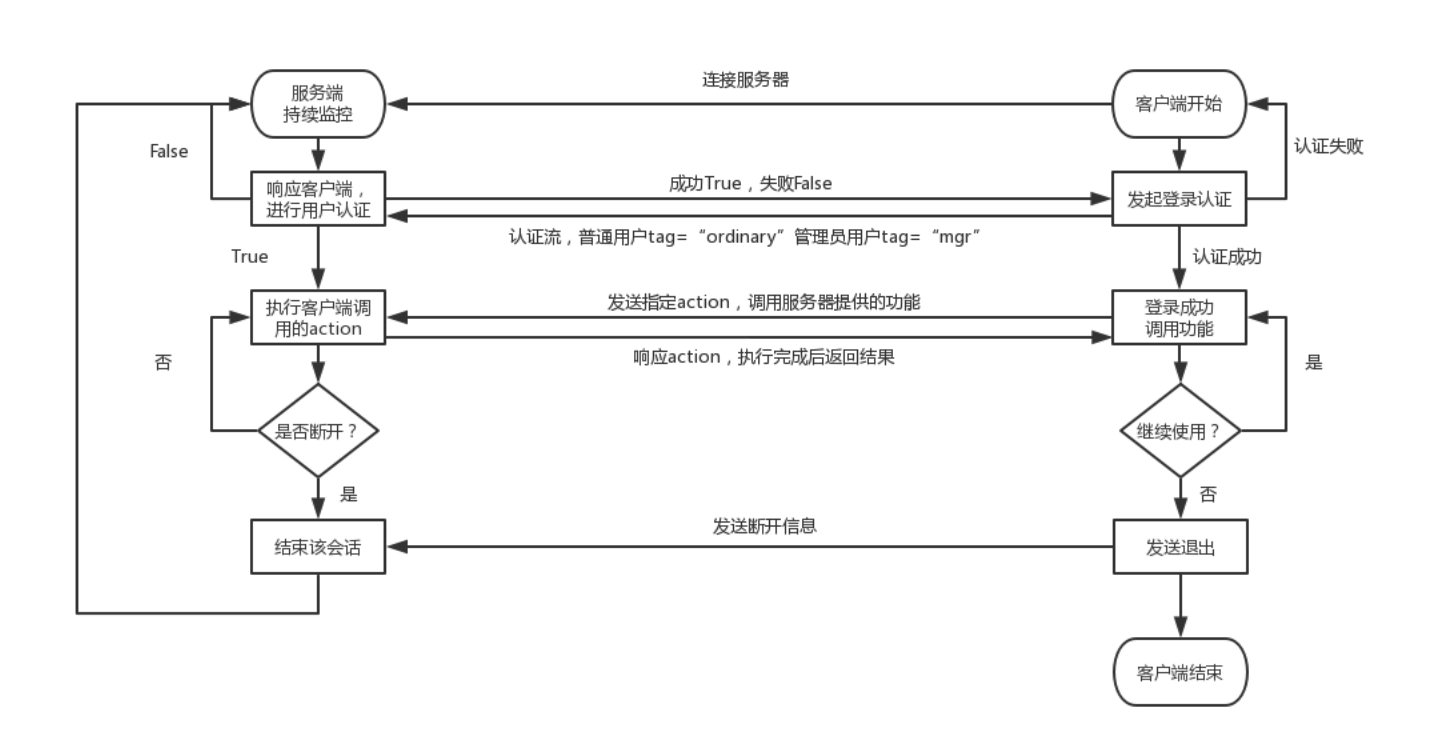 连接服务器
服务端
持续监控
客户端开始
False
认证失败
成功True，失败False
响应客户端，
进行用户认证
发起登录认证
认证流，普通用户tag=“ordinary”管理员用户tag=“mgr”
True
认证成功
发送指定action，调用服务器提供的功能
执行客户端调
用的action
登录成功
调用功能
响应action，执行完成后返回结果
否
是
是否断开？
继续使用？
是
否
发送断开信息
结束该会话
发送退出
客户端结束